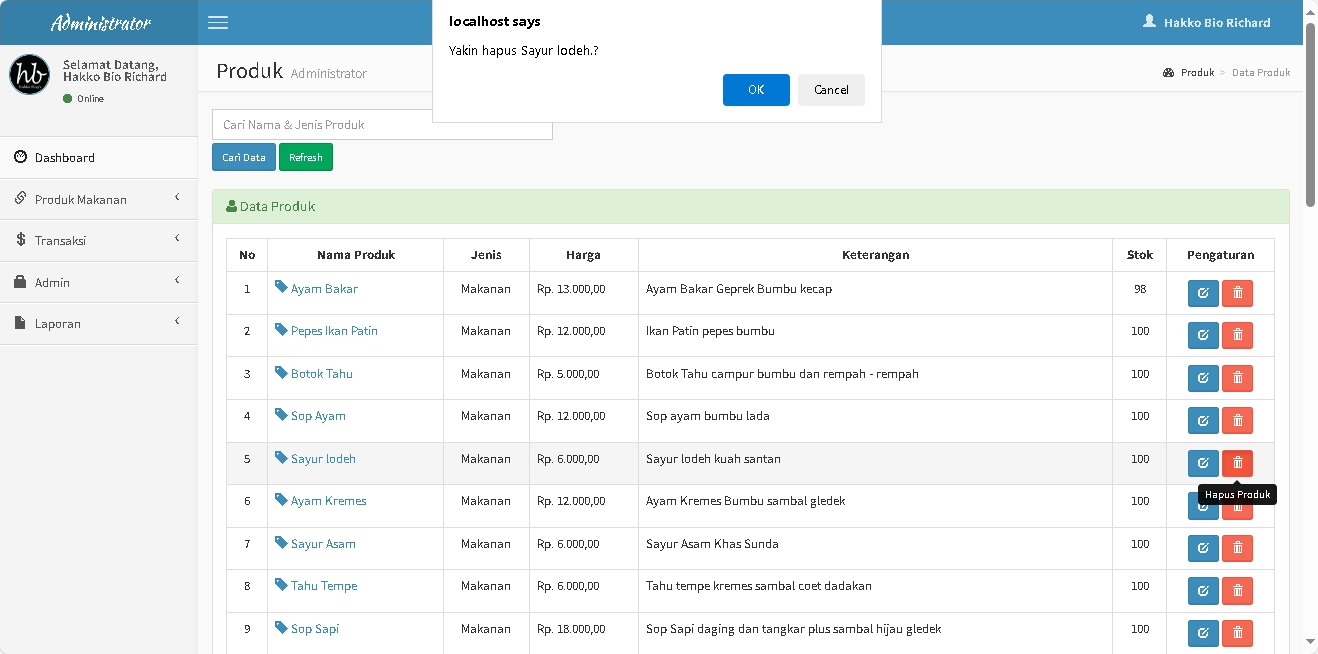 Administrator
localhost says
Yakin hapus Sayur lodeh.?
OK Cancel
Hakko Bio Richard
hb
Selamat Datang,
Hakko Bio Richard
Online
Produk Administrator
Produk > Data Produk
Dashboard
Produk Makanan
Transaksi
Admin
Laporan
Cari Nama & Jenis Produk
Cari Data Refresh
Data Produk
No Nama Produk Jenis Harga Keterangan Stok Pengaturan
1 Ayam Bakar Makanan Rp. 13.000,00 Ayam Bakar Geprek Bumbu kecap 98
2 Pepes Ikan Patin Makanan Rp. 12.000,00 Ikan Patin pepes bumbu 100
3 Botok Tahu Makanan Rp. 5.000,00 Botok Tahu campur bumbu dan rempah - rempah 100
4 Sop Ayam Makanan Rp. 12.000,00 Sop ayam bumbu lada 100
5 Sayur lodeh Makanan Rp. 6.000,00 Sayur lodeh kuah santan 100
Hapus Produk
6 Ayam Kremes Makanan Rp. 12.000,00 Ayam Kremes Bumbu sambal gledek 100
7 Sayur Asam Makanan Rp. 6.000,00 Sayur Asam Khas Sunda 100
8 Tahu Tempe Makanan Rp. 6.000,00 Tahu tempe kremes sambal coet dadakan 100
9 Sop Sapi Makanan Rp. 18.000,00 Sop Sapi daging dan tangkar plus sambal hijau gledek 100